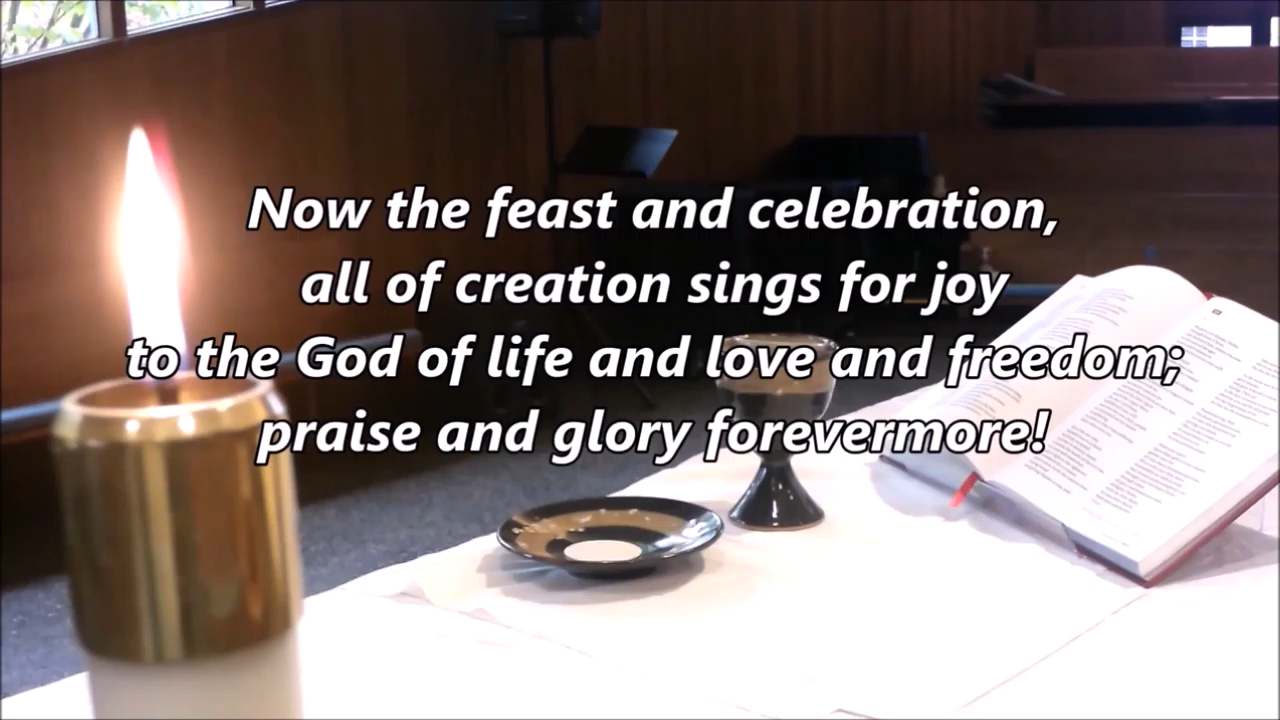 Now the feast and celebration,
all of creation sings for joy
to the God of life and love and freedom;
praise and glory forevermore!